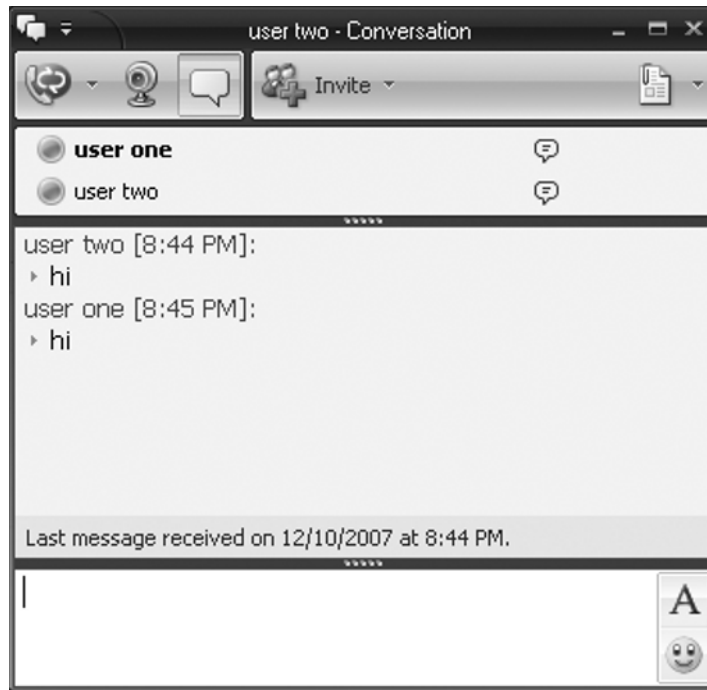 user two - Conversation
Invite
user one
user two
user two [8:44 PM]:
hi
user one [8:45 PM]:
hi
Last message received on 12/10/2007 at 8:44 PM.
A